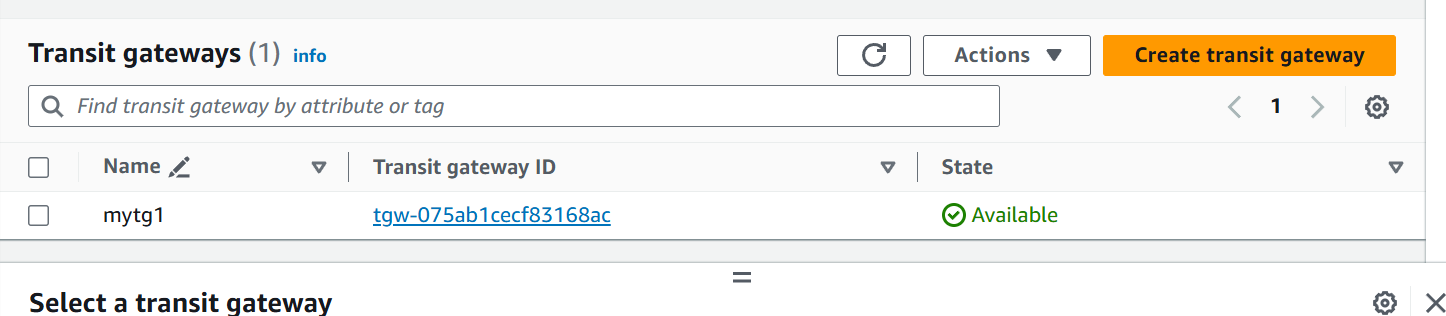 Transit gateways (1) info
Actions
Create transit gateway
Find transit gateway by attribute or tag
1
Name Transit gateway ID State
mytg1 tgw-075ab1cecf83168ac Available
Select a transit gateway